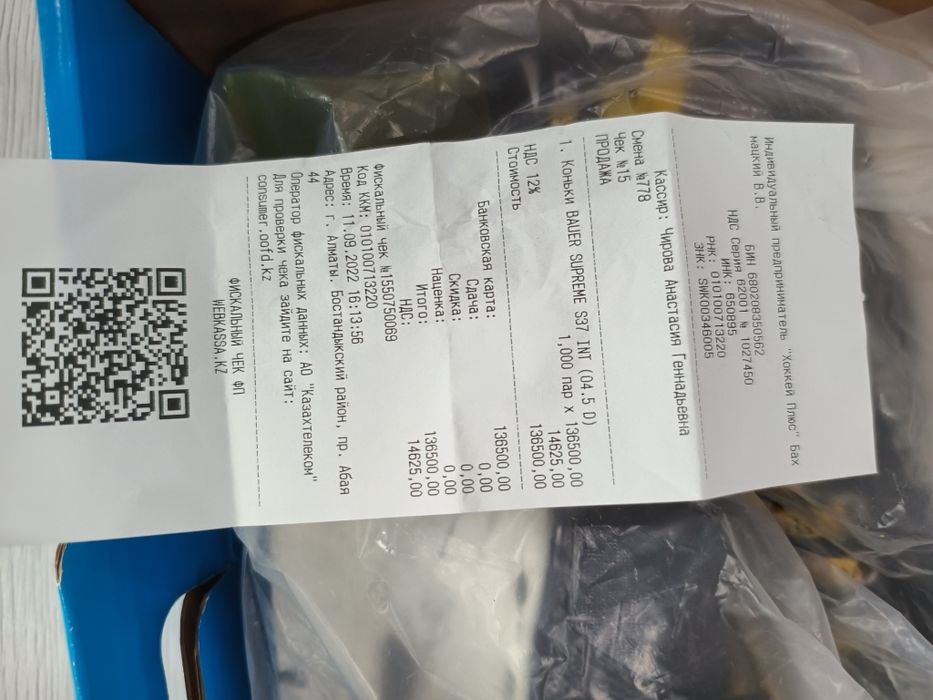 Индивидуальный предприниматель "Хоккей Плюс" Бах
мацкий В.В.
БИН 680208350562
НДС Серия 62001 № 1027450
ИНК: 650895
РНК: 010100713220
ЗНК: SWK00346005
Кассир: Чирова Анастасия Геннадьевна
Смена №778
Чек №15
ПРОДАЖА
1. Коньки BAUER SUPREME S37 INT (04.5 D)
1,000 пар x 136500,00
НДС 12% 14625,00
Стоимость 136500,00
Банковская карта: 136500,00
Сдача: 0,00
Скидка: 0,00
Наценка: 0,00
Итого: 136500,00
НДС: 14625,00
Фискальный чек №1550750069
Код ККМ: 010100713220
Время: 11.09.2022 16:13:56
Адрес: г. Алматы. Бостандыкский район, пр. Абая
44
Оператор фискальных данных: АО "Казахтелеком"
Для проверки чека зайдите на сайт:
consumer.oofd.kz
ФИСКАЛЬНЫЙ ЧЕК ФП
WEBKASSA.KZ